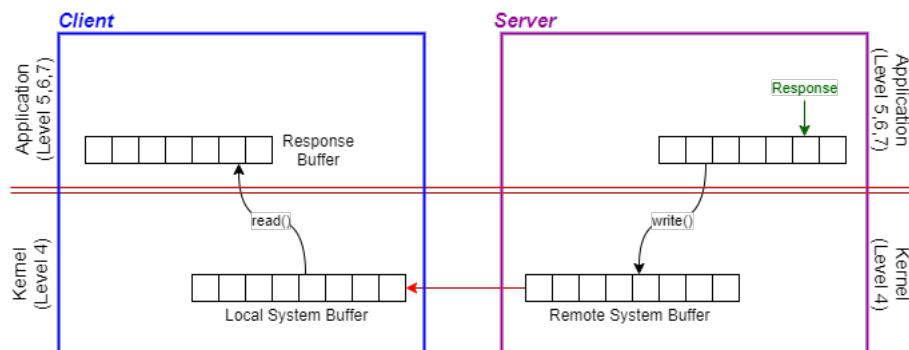 Client
Server
Application
(Level 5,6,7)
Application
(Level 5,6,7)
Response
Response
Buffer
read()
write()
Kernel
(Level 4)
Kernel
(Level 4)
Local System Buffer
Remote System Buffer